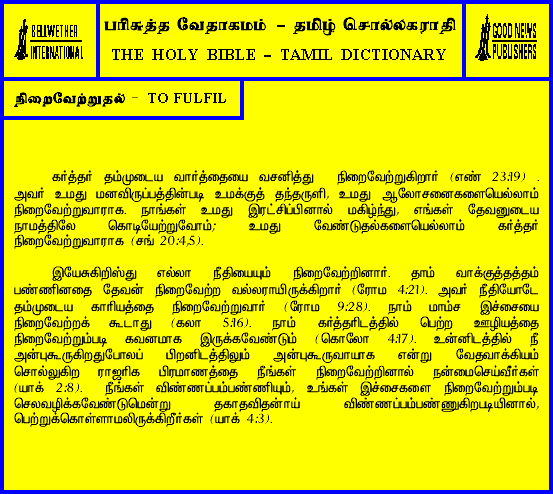 BELLWETHER
INTERNATIONAL
பரிசுத்த வேதாகமம் - தமிழ் சொல்லகராதி
THE HOLY BIBLE - TAMIL DICTIONARY
GOOD NEWS
PUBLISHERS
நிறைவேற்றுதல் - TO FULFIL
கர்த்தர் தம்முடைய வார்த்தையை வசனித்து நிறைவேற்றுகிறார் (எண் 23:19) .
அவர் உமது மனவிருப்பத்தின்படி உமக்குத் தந்தருளி, உமது ஆலோசனைகளையெல்லாம்
நிறைவேற்றுவாராக. நாங்கள் உமது இரட்சிப்பினால் மகிழ்ந்து, எங்கள் தேவனுடைய
நாமத்திலே கொடியேற்றுவோம்; உமது வேண்டுதல்களையெல்லாம் கர்த்தர்
நிறைவேற்றுவாராக (சங் 20:4,5).
இயேசுகிறிஸ்து எல்லா நீதியையும் நிறைவேற்றினார். தாம் வாக்குத்தத்தம்
பண்ணினதை தேவன் நிறைவேற்ற வல்லராயிருக்கிறார் (ரோம 4:21). அவர் நீதியோடே
தம்முடைய காரியத்தை நிறைவேற்றுவார் (ரோம 9:28). நாம் மாம்ச இச்சையை
நிறைவேற்றக் கூடாது (கலா 5:16). நாம் கர்த்தரிடத்தில் பெற்ற ஊழியத்தை
நிறைவேற்றும்படி கவனமாக இருக்கவேண்டும் (கொலோ 4:17). உன்னிடத்தில் நீ
அன்புகூருகிறதுபோலப் பிறனிடத்திலும் அன்புகூருவாயாக என்று வேதவாக்கியம்
சொல்லுகிற ராஜரிக பிரமாணத்தை நீங்கள் நிறைவேற்றினால் நன்மைசெய்வீர்கள்
(யாக் 2:8). நீங்கள் விண்ணப்பம்பண்ணியும், உங்கள் இச்சைகளை நிறைவேற்றும்படி
செலவழிக்கவேண்டுமென்று தகாதவிதன்ாய் விண்ணப்பம்பண்ணுகிறபடியினால்,
பெற்றுக்கொள்ளாமலிருக்கிறீர்கள் (யாக் 4:3).